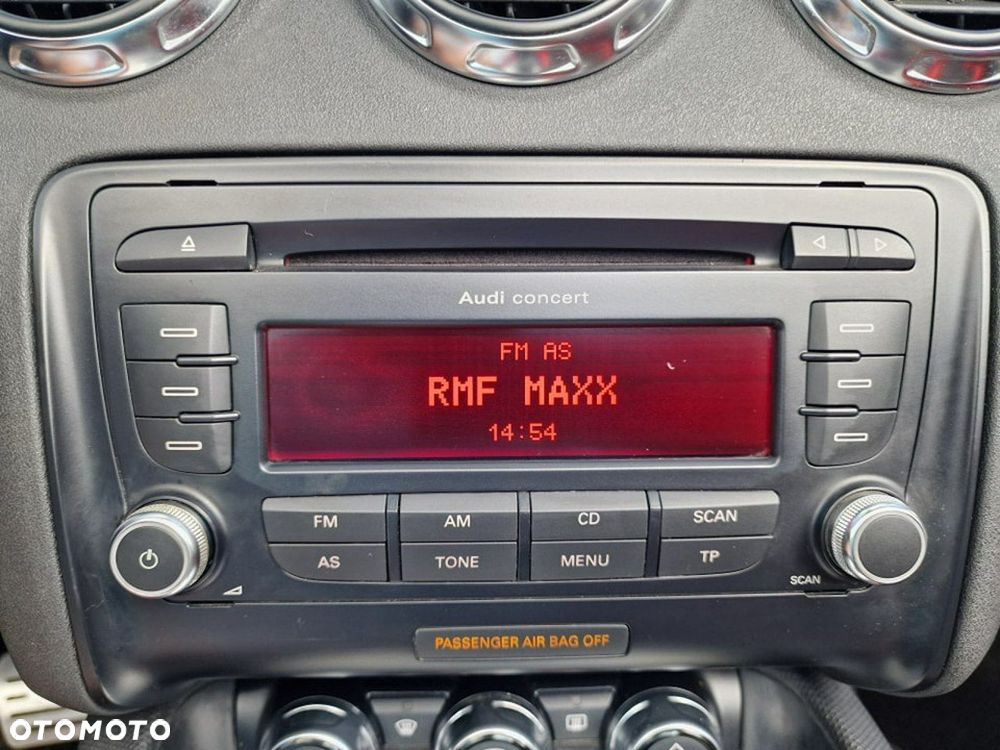 Audi concert
FM AS
RMF MAXX
14:54
FM AM CD SCAN
AS TONE MENU TP
SCAN
PASSENGER AIR BAG OFF
OTOMOTO